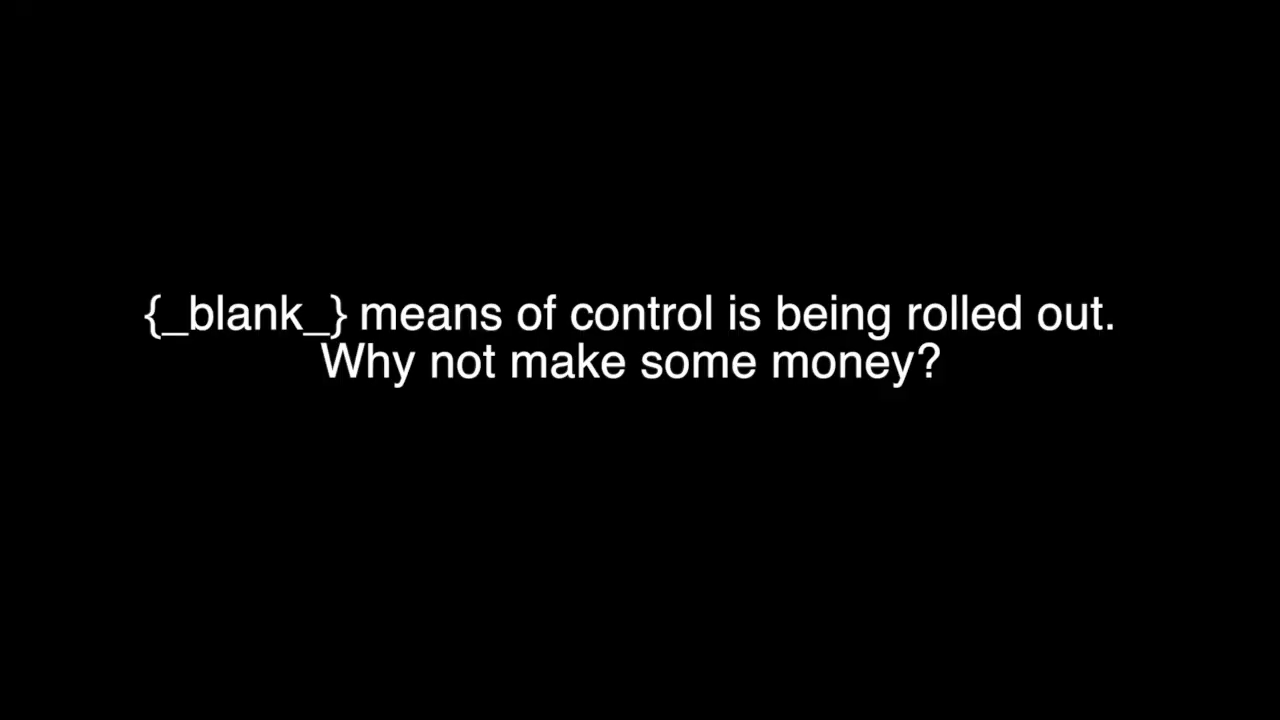 {_blank_} means of control is being rolled out.
Why not make some money?